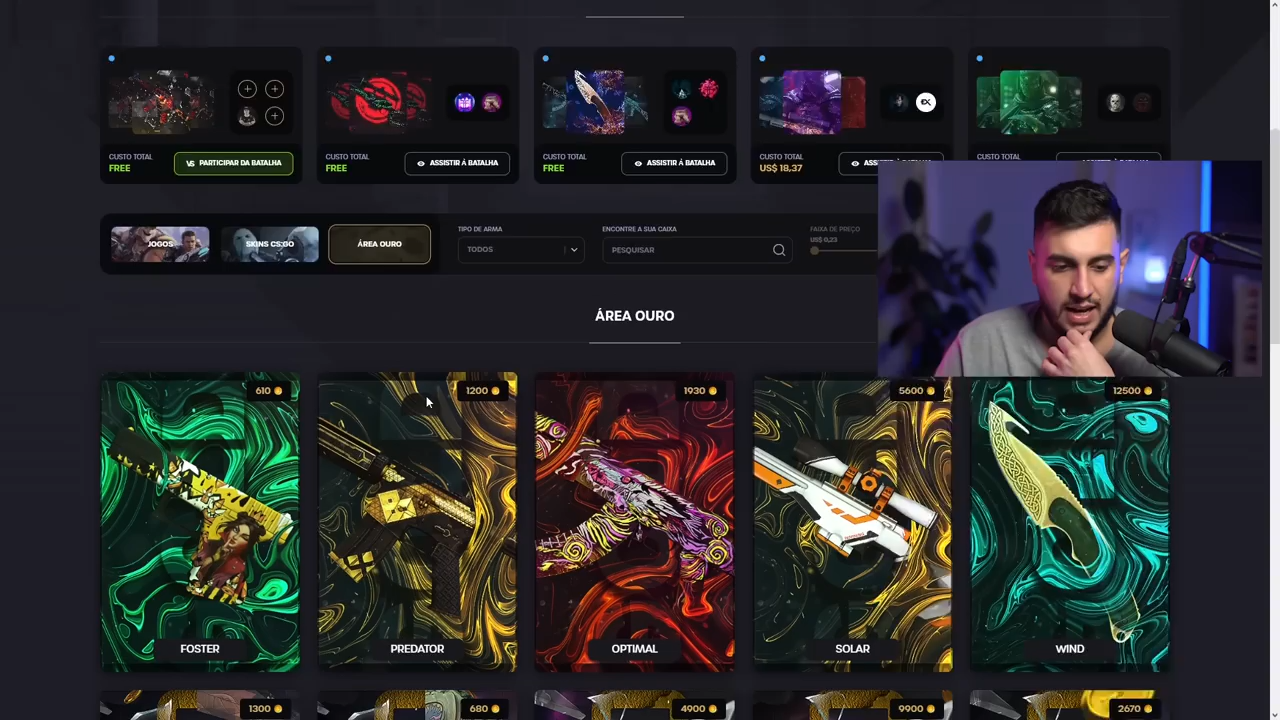 CUSTO TOTAL
FREE
VS PARTICIPAR DA BATALHA
CUSTO TOTAL
FREE
ASSISTIR Á BATALHA
CUSTO TOTAL
FREE
ASSISTIR Á BATALHA
CUSTO TOTAL
US$ 18,37
CUSTO TOTAL
JOGOS
SKINS CS:GO
ÁREA OURO
TIPO DE ARMA
TODOS
ENCONTRE A SUA CAIXA
PESQUISAR
FAIXA DE PREÇO
US$ 0,23
ÁREA OURO
610
1200
1930
5600
12500
FOSTER
PREDATOR
OPTIMAL
SOLAR
WIND
1300
680
4900
9900
2670